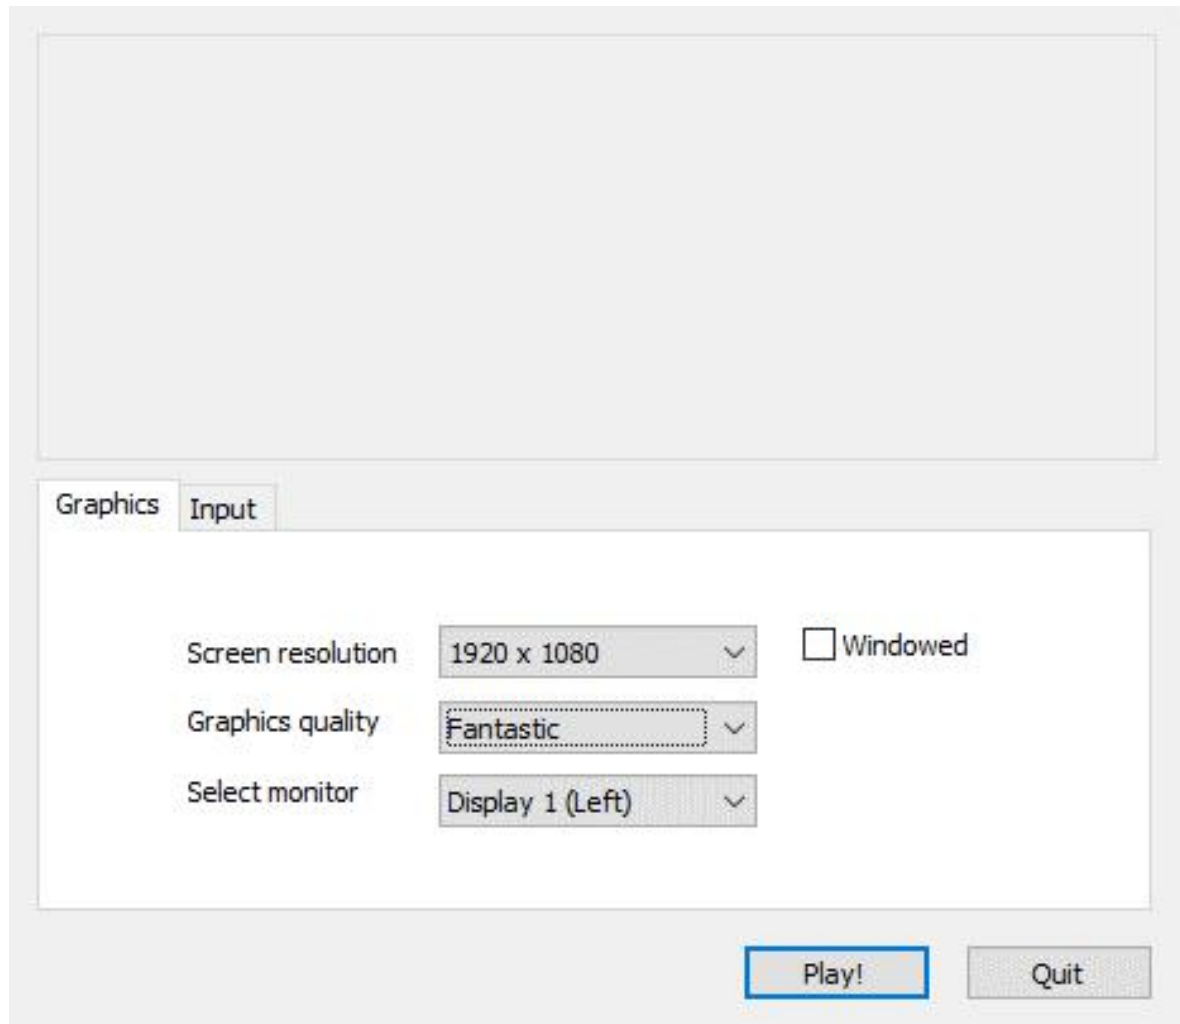 Graphics Input
Screen resolution 1920 x 1080 Windowed
Graphics quality Fantastic
Select monitor Display 1 (Left)
Play! Quit